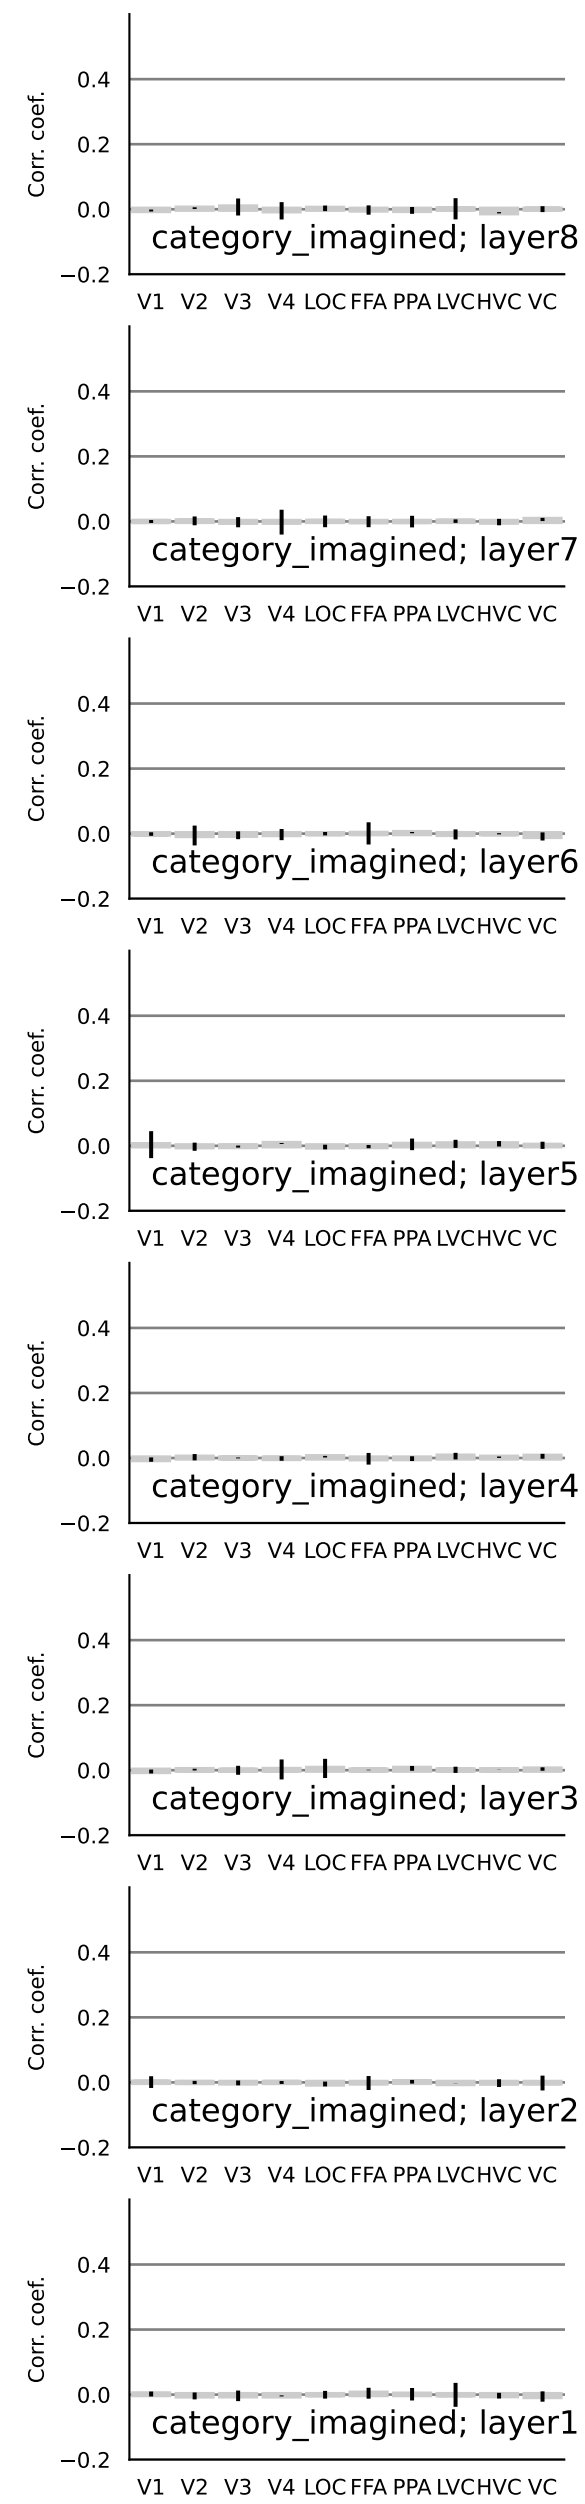 Corr. coef.
0.4
0.2
0.0
category_imagined; layer8
−0.2
V1 V2 V3 V4 LOC FFA PPA LVC HVC VC
Corr. coef.
0.4
0.2
0.0
category_imagined; layer7
−0.2
V1 V2 V3 V4 LOC FFA PPA LVC HVC VC
Corr. coef.
0.4
0.2
0.0
category_imagined; layer6
−0.2
V1 V2 V3 V4 LOC FFA PPA LVC HVC VC
Corr. coef.
0.4
0.2
0.0
category_imagined; layer5
−0.2
V1 V2 V3 V4 LOC FFA PPA LVC HVC VC
Corr. coef.
0.4
0.2
0.0
category_imagined; layer4
−0.2
V1 V2 V3 V4 LOC FFA PPA LVC HVC VC
Corr. coef.
0.4
0.2
0.0
category_imagined; layer3
−0.2
V1 V2 V3 V4 LOC FFA PPA LVC HVC VC
Corr. coef.
0.4
0.2
0.0
category_imagined; layer2
−0.2
V1 V2 V3 V4 LOC FFA PPA LVC HVC VC
Corr. coef.
0.4
0.2
0.0
category_imagined; layer1
−0.2
V1 V2 V3 V4 LOC FFA PPA LVC HVC VC